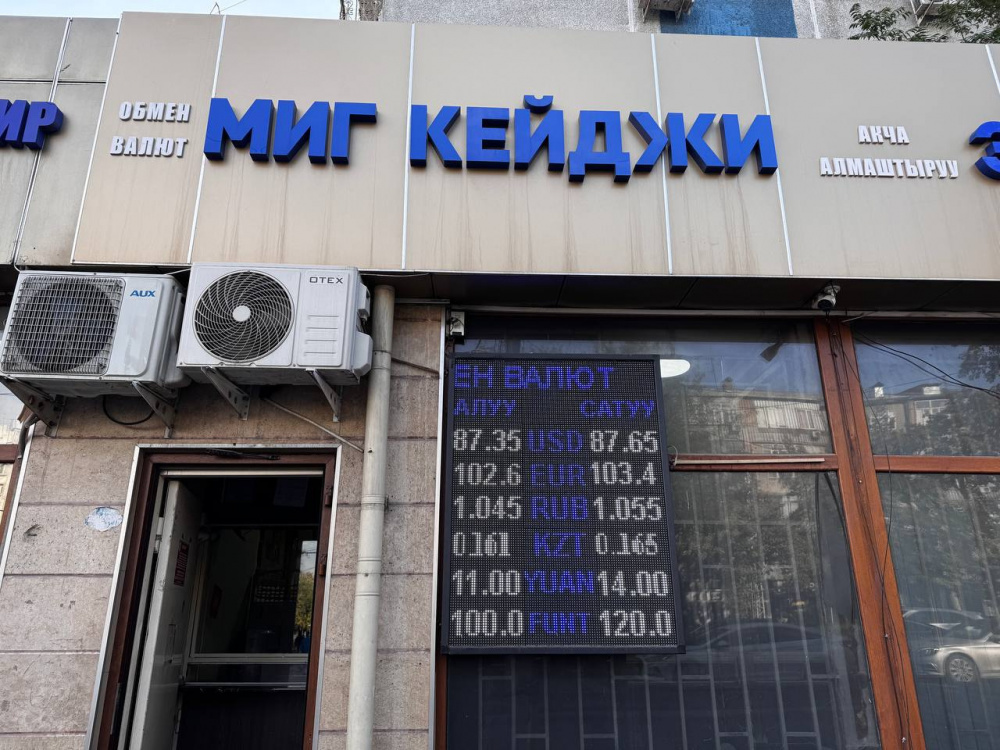 ИР
ОБМЕН
ВАЛЮТ
МИГ КЕЙДЖИ
АКЧА
АЛМАШТЫРУУ
Э
AUX
OTEX
ЕН ВАЛЮТ
АЛУУ САТУУ
87.35 USD 87.65
102.6 EUR 103.4
1.045 RUB 1.055
0.161 KZT 0.165
11.00 YUAN 14.00
100.0 FUNT 120.0